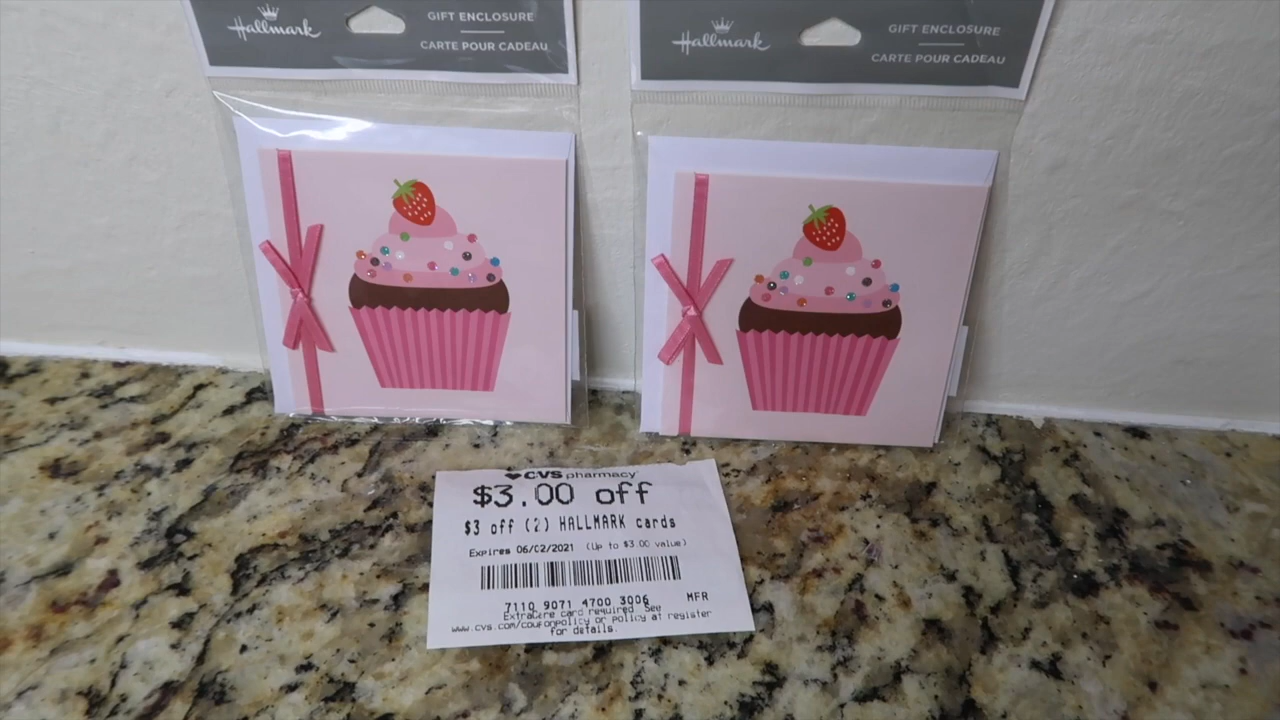 Hallmark
GIFT ENCLOSURE
CARTE POUR CADEAU
Hallmark
GIFT ENCLOSURE
CARTE POUR CADEAU
CVS pharmacy
$3.00 off
$3 off (2) HALLMARK cards
Expires 06/02/2021 (Up to $3.00 value)
7110 9071 4700 3006 MFR
ExtraCare card required. See
www.cvs.com/couponpolicy or policy at register
for details.